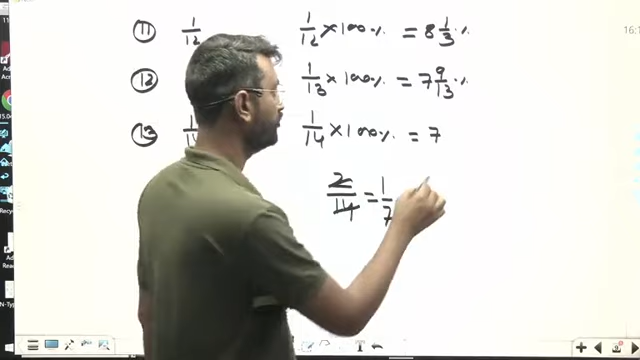 ⑪ 1/12 1/12 × 100% = 8 1/3 %
⑫ 1/13 × 100% = 7 9/13 %
⑬ 1/14 × 100% = 7
2/14 = 1/7